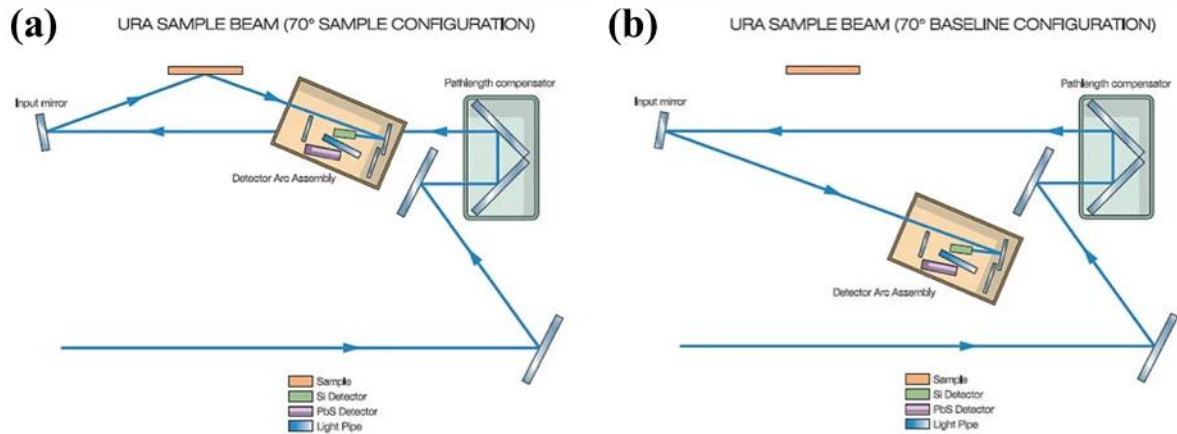 (a)
URA SAMPLE BEAM (70° SAMPLE CONFIGURATION)
Input mirror
Pathlength compensator
Detector Arc Assembly
Sample
Si Detector
PbS Detector
Light Pipe
(b)
URA SAMPLE BEAM (70° BASELINE CONFIGURATION)
Pathlength compensator
Input mirror
Detector Arc Assembly
Sample
Si Detector
PbS Detector
Light Pipe